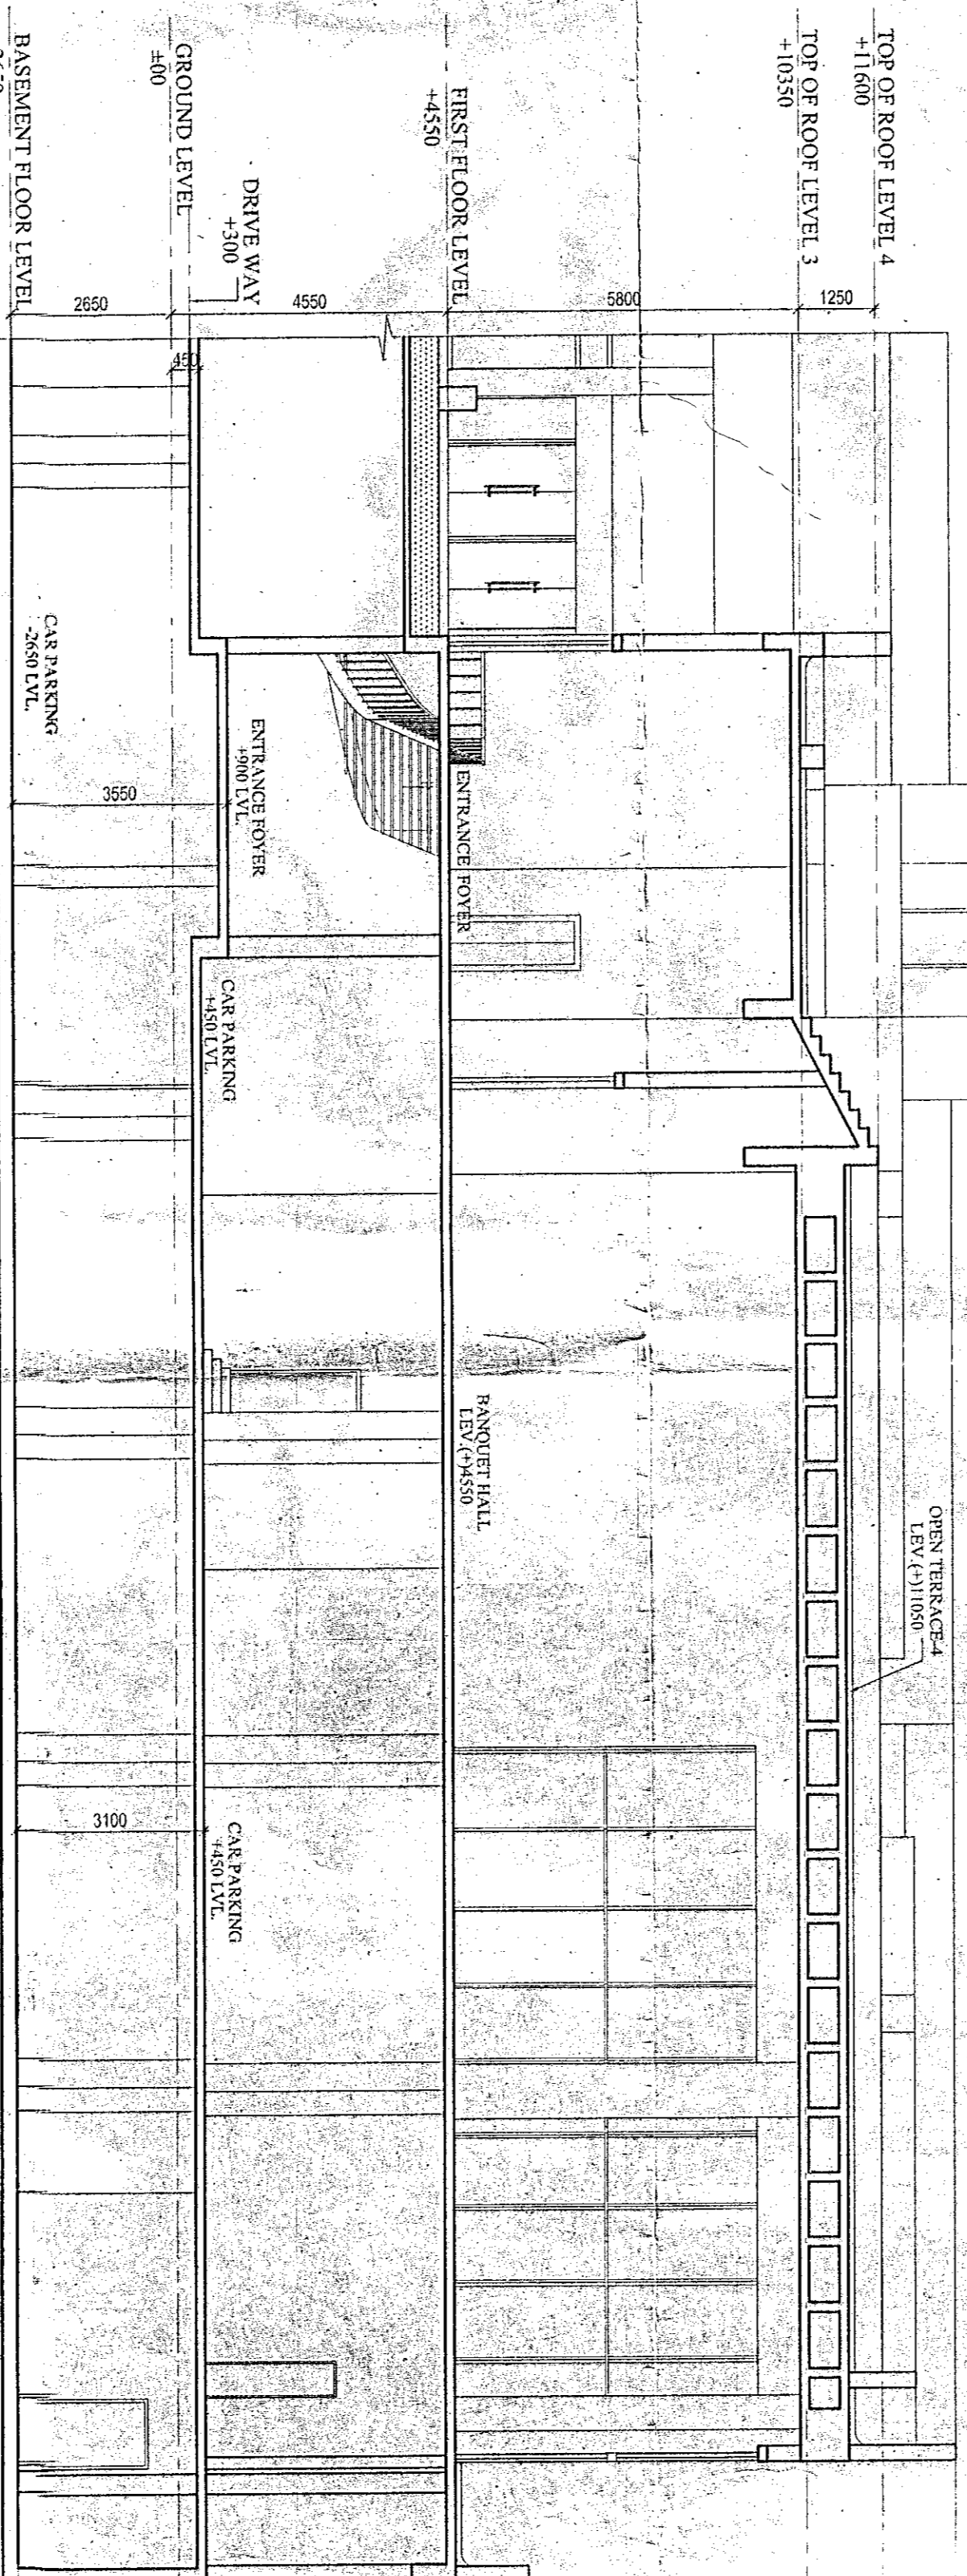 TOP OF ROOF LEVEL 4
+11600
TOP OF ROOF LEVEL 3
+10350
FIRST FLOOR LEVEL
+4550
DRIVE WAY
+300
GROUND LEVEL
±00
BASEMENT FLOOR LEVEL
1250
5800
4550
450
2650
OPEN TERRACE-4
LEV.(+)11050
ENTRANCE FOYER
BANQUET HALL
LEV.(+)4550
ENTRANCE FOYER
+900 LVL.
CAR PARKING
+450 LVL.
CAR PARKING
+450 LVL.
CAR PARKING
-2650 LVL.
3550
3100